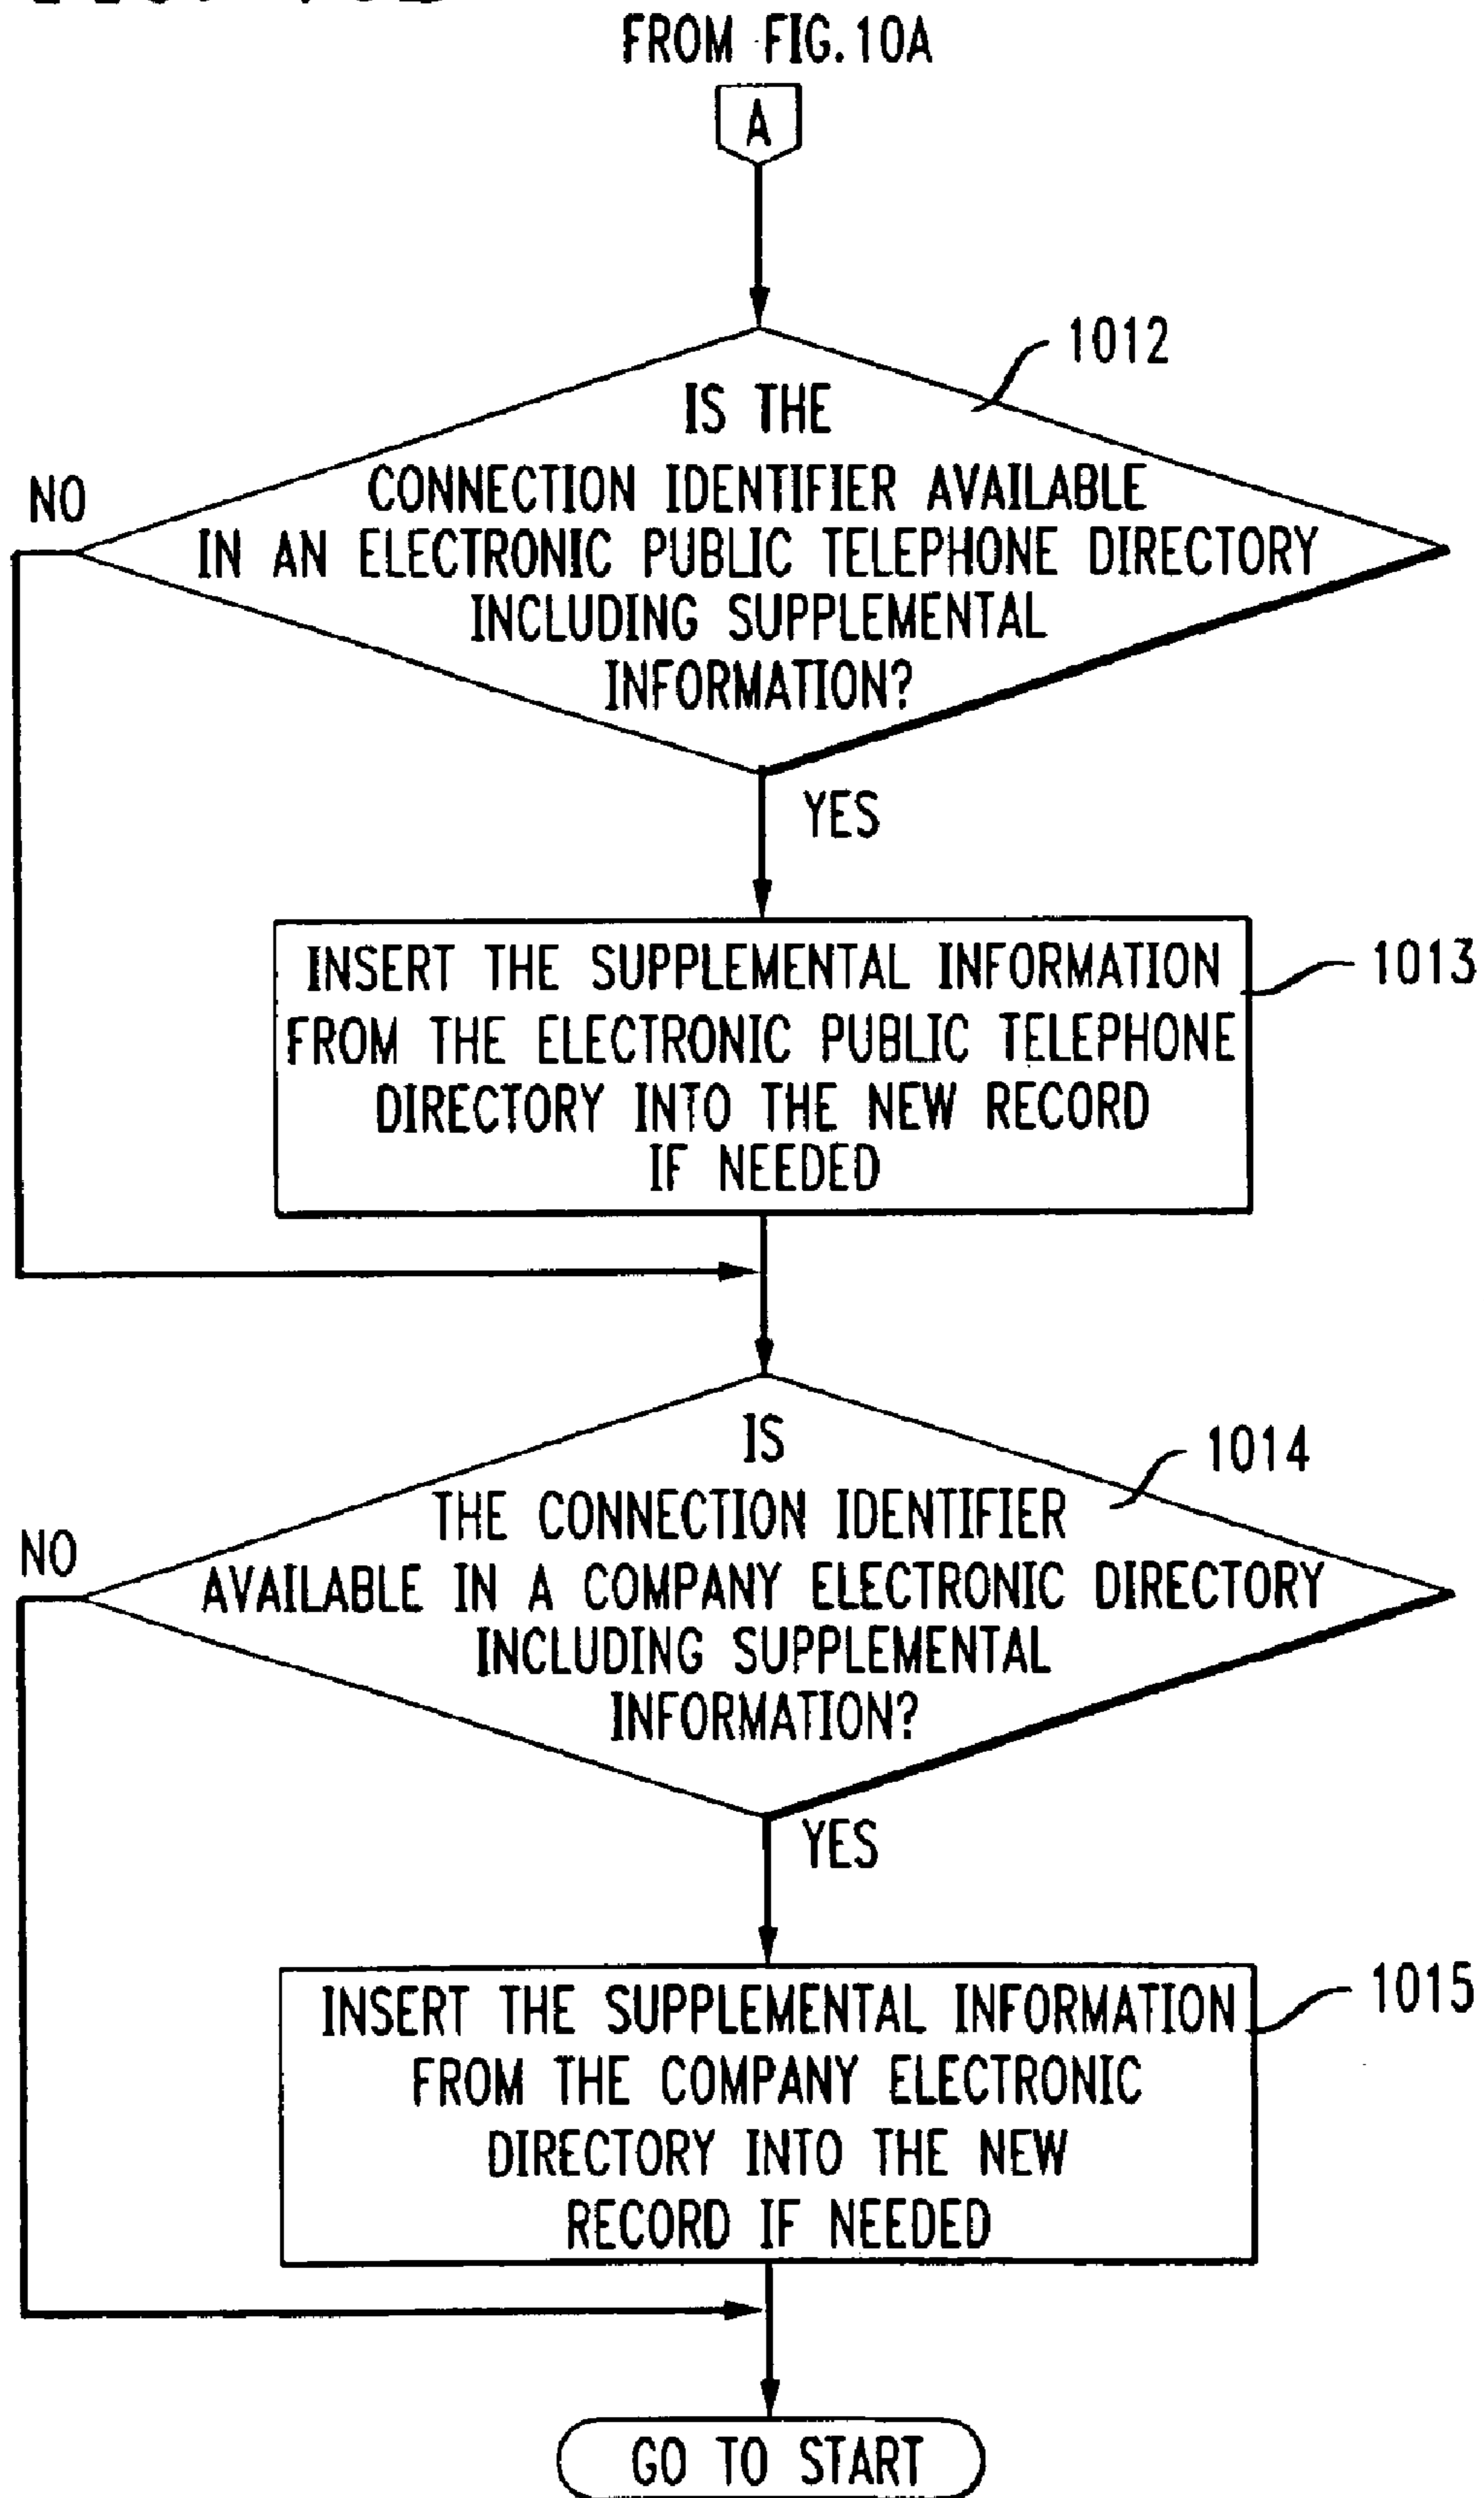 FROM FIG.10A
A
1012
IS THE
CONNECTION IDENTIFIER AVAILABLE
IN AN ELECTRONIC PUBLIC TELEPHONE DIRECTORY
INCLUDING SUPPLEMENTAL
INFORMATION?
NO
YES
INSERT THE SUPPLEMENTAL INFORMATION
FROM THE ELECTRONIC PUBLIC TELEPHONE
DIRECTORY INTO THE NEW RECORD
IF NEEDED
1013
IS
THE CONNECTION IDENTIFIER
AVAILABLE IN A COMPANY ELECTRONIC DIRECTORY
INCLUDING SUPPLEMENTAL
INFORMATION?
1014
NO
YES
INSERT THE SUPPLEMENTAL INFORMATION
FROM THE COMPANY ELECTRONIC
DIRECTORY INTO THE NEW
RECORD IF NEEDED
1015
GO TO START